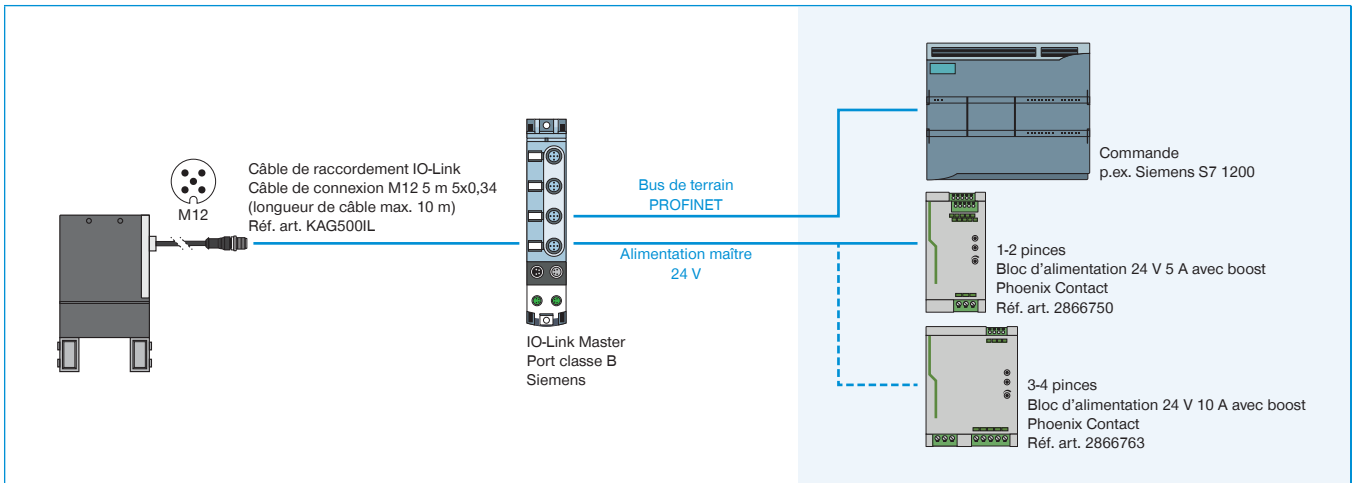 M12
Câble de raccordement IO-Link
Câble de connexion M12 5 m 5x0,34
(longueur de câble max. 10 m)
Réf. art. KAG500IL
IO-Link Master
Port classe B
Siemens
Bus de terrain
PROFINET
Alimentation maître
24 V
Commande
p.ex. Siemens S7 1200
1-2 pinces
Bloc d'alimentation 24 V 5 A avec boost
Phoenix Contact
Réf. art. 2866750
3-4 pinces
Bloc d'alimentation 24 V 10 A avec boost
Phoenix Contact
Réf. art. 2866763